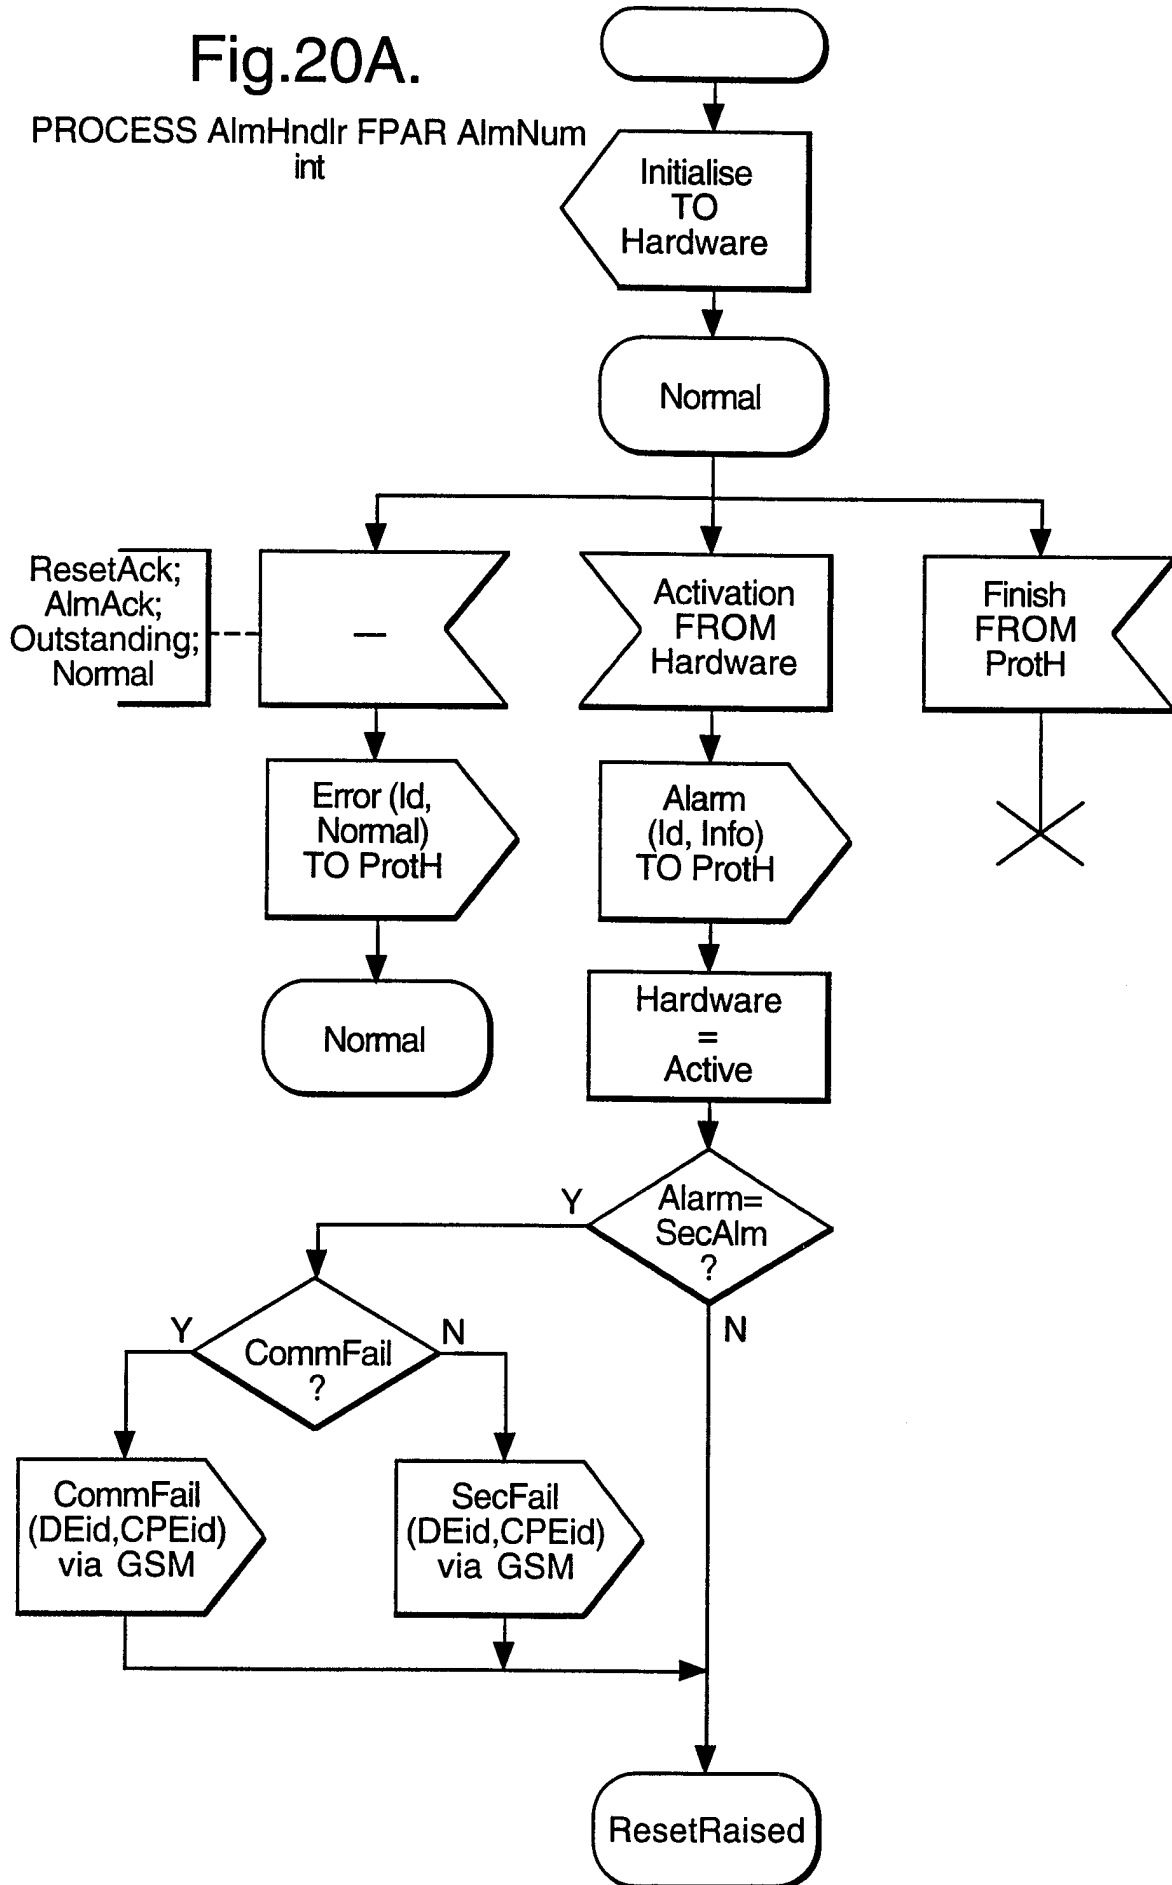 Fig.20A.
PROCESS AlmHndlr FPAR AlmNum
int
Initialise
TO
Hardware
Normal
ResetAck;
AlmAck;
Outstanding;
Normal
—
Activation
FROM
Hardware
Finish
FROM
ProtH
Error (Id,
Normal)
TO ProtH
Alarm
(Id, Info)
TO ProtH
Normal
Hardware
=
Active
Alarm=
SecAlm
?
Y
N
CommFail
?
Y
N
CommFail
(DEid,CPEid)
via GSM
SecFail
(DEid,CPEid)
via GSM
ResetRaised